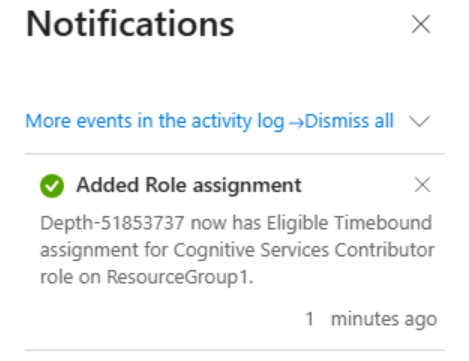 Notifications
More events in the activity log →Dismiss all
Added Role assignment
Depth-51853737 now has Eligible Timebound
assignment for Cognitive Services Contributor
role on ResourceGroup1.
1 minutes ago